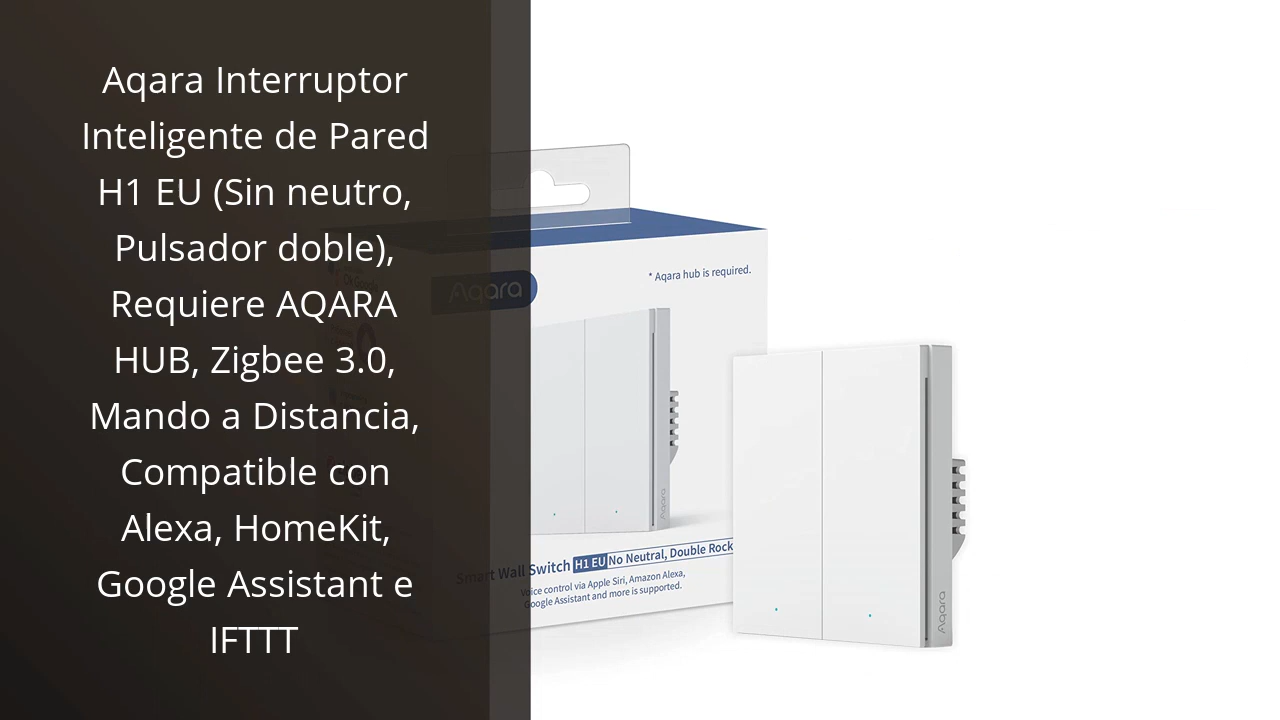 Aqara Interruptor
Inteligente de Pared
H1 EU (Sin neutro,
Pulsador doble),
Requiere AQARA
HUB, Zigbee 3.0,
Mando a Distancia,
Compatible con
Alexa, HomeKit,
Google Assistant e
IFTTT
* Aqara hub is required.
Aqara
Aqara
Smart Wall Switch H1 EU No Neutral, Double Rock
Voice control via Apple Siri, Amazon Alexa,
Google Assistant and more is supported.
Aqara